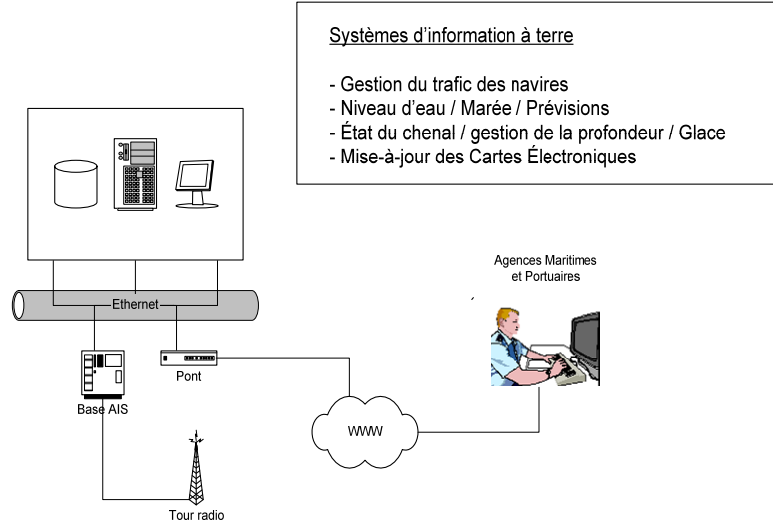 Systèmes d'information à terre
- Gestion du trafic des navires
- Niveau d'eau / Marée / Prévisions
- État du chenal / gestion de la profondeur / Glace
- Mise-à-jour des Cartes Électroniques
Agences Maritimes
et Portuaires
Ethernet
Pont
Base AIS
WWW
Tour radio